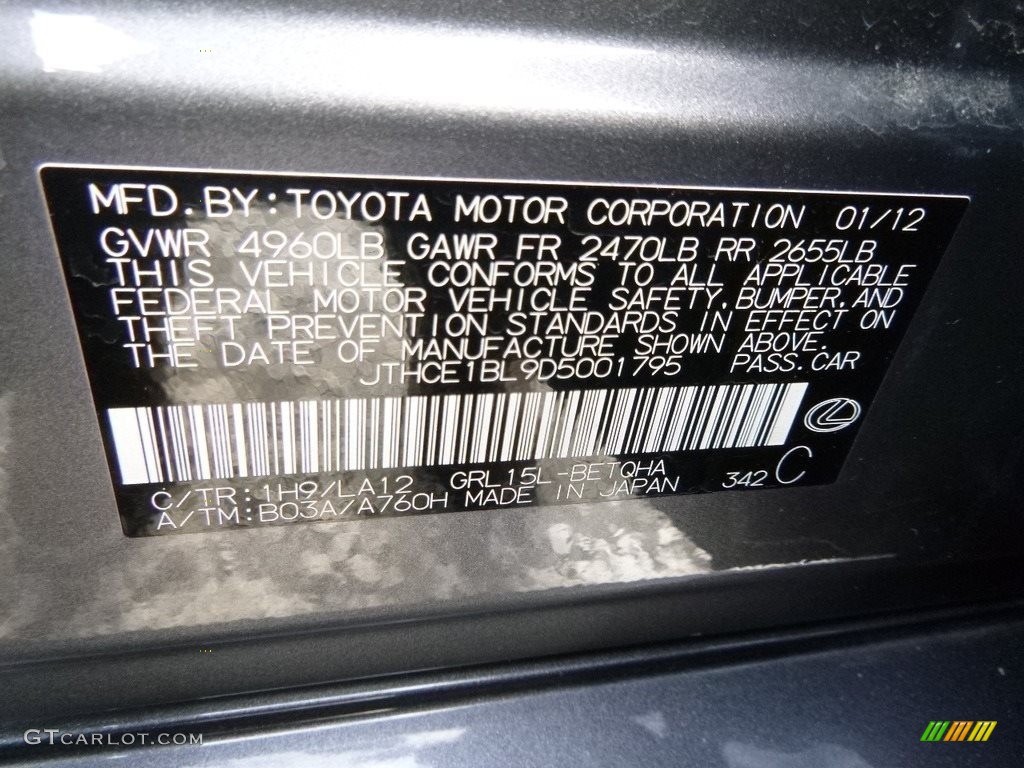 MFD. BY: TOYOTA MOTOR CORPORATION 01/12
GVWR 4960LB GAWR FR 2470LB RR 2655LB
THIS VEHICLE CONFORMS TO ALL APPLICABLE
FEDERAL MOTOR VEHICLE SAFETY, BUMPER, AND
THEFT PREVENTION STANDARDS IN EFFECT ON
THE DATE OF MANUFACTURE SHOWN ABOVE.
JTHCE1BL9D5001795 PASS. CAR
C/TR: 1H9/LA12 GRL15L-BETQHA
A/TM: B03A/A760H MADE IN JAPAN 342 C
GTCARLOT.COM